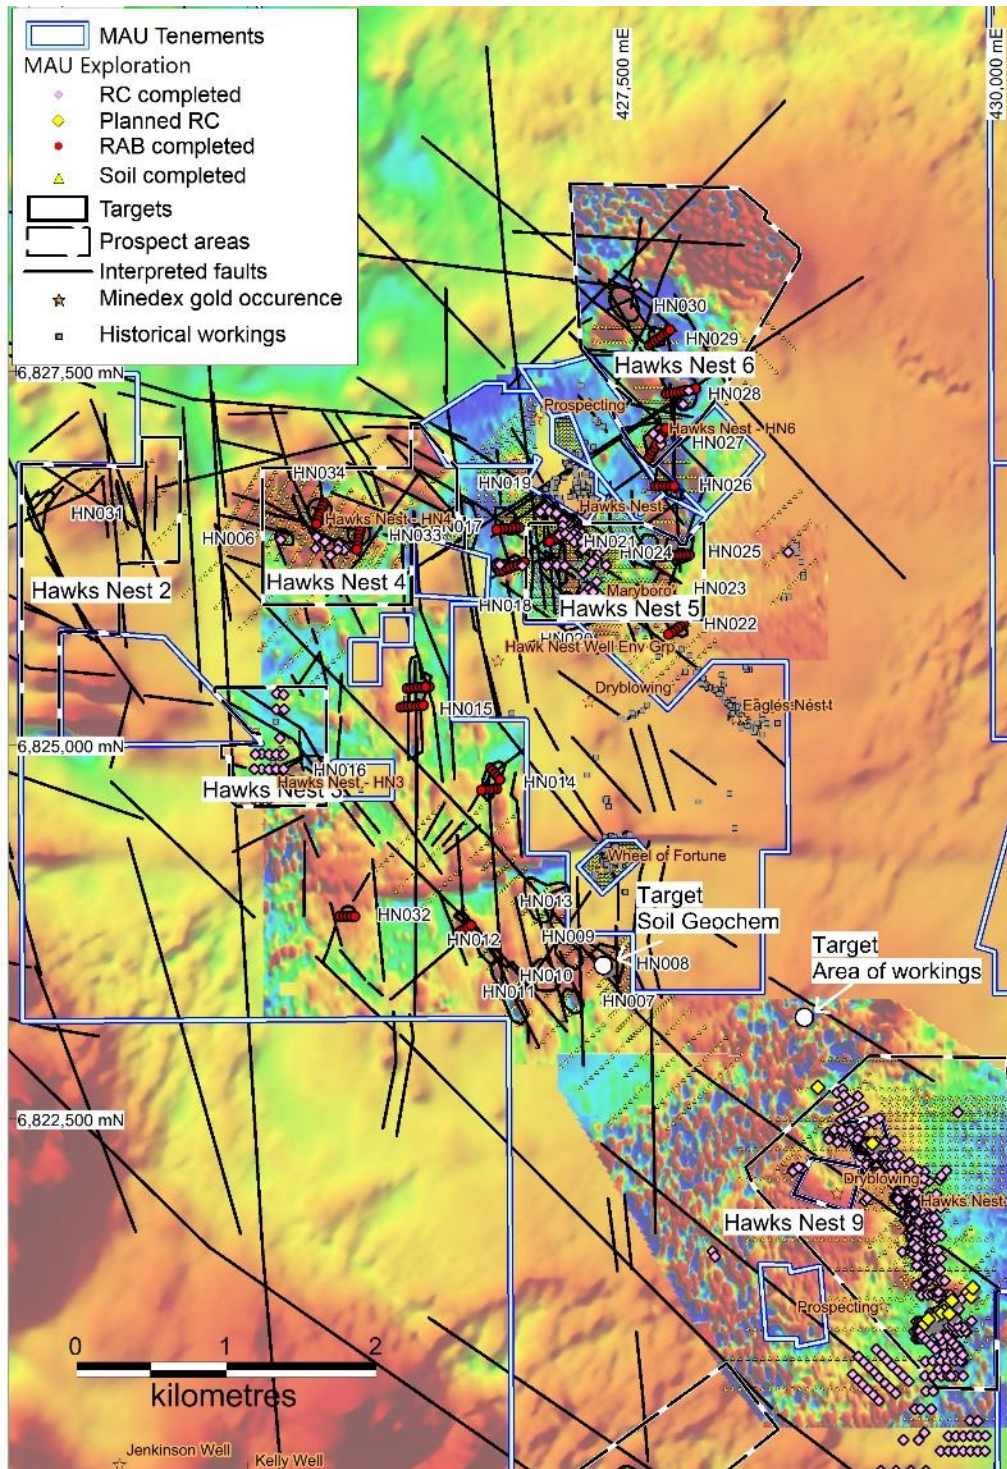 MAU Tenements
MAU Exploration
RC completed
Planned RC
RAB completed
Soil completed
Targets
Prospect areas
Interpreted faults
Minedex gold occurence
Historical workings
427,500 mE
430,000 mE
HN030
HN029
Hawks Nest 6
6,827,500 mN
HN028
Prospecting
Hawks Nest - HN6
HN027
HN034
HN019
HN026
HN031
Hawks Nest - HN4
Hawks Nest
HN006
HN033
HN017
HN021
HN024
HN025
Hawks Nest 2
Hawks Nest 4
Maryboro
HN023
HN018
Hawks Nest 5
HN022
HN020
Hawk Nest Well Env Grp
Dryblowing
HN015
Eagles Nest t
6,825,000 mN
HN016
Hawks Nest - HN3
Hawks Nest 3
HN014
Wheel of Fortune
Target
Soil Geochem
HN013
HN032
HN009
HN012
Target
Area of workings
HN010
HN008
HN011
HN007
6,822,500 mN
Dryblowing
Hawks Nest
Hawks Nest 9
Prospecting
0 1 2
kilometres
Jenkinson Well
Kelly Well